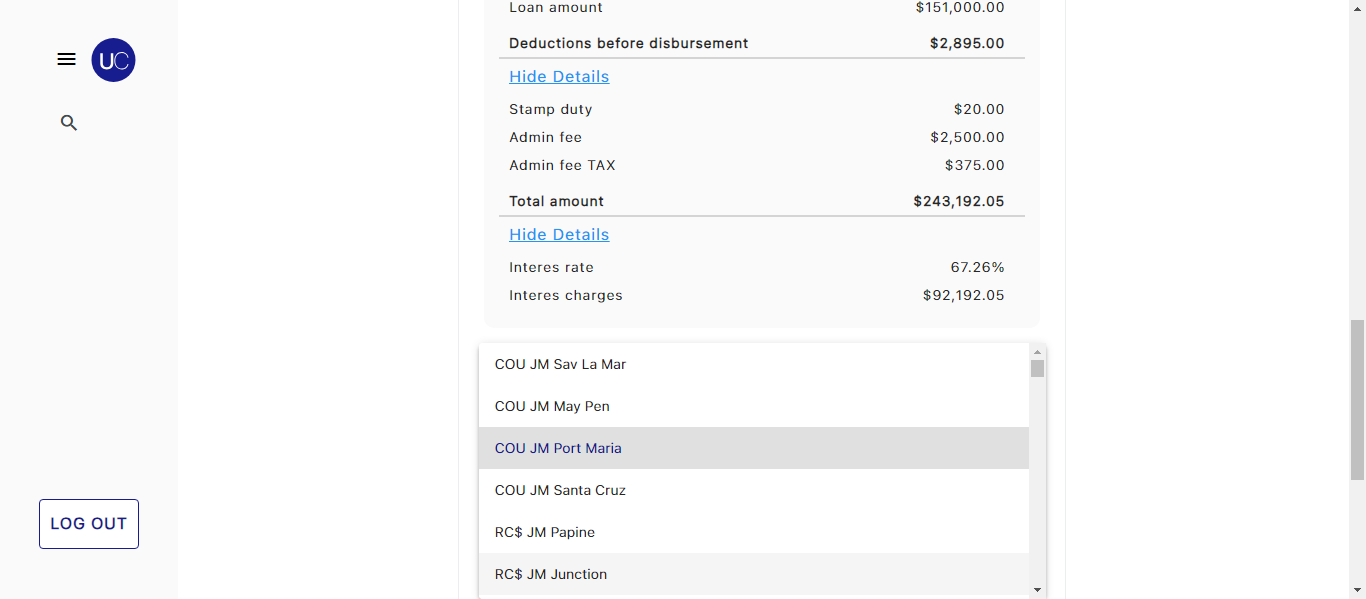 UC
Loan amount $151,000.00
Deductions before disbursement $2,895.00
Hide Details
Stamp duty $20.00
Admin fee $2,500.00
Admin fee TAX $375.00
Total amount $243,192.05
Hide Details
Interes rate 67.26%
Interes charges $92,192.05
COU JM Sav La Mar
COU JM May Pen
COU JM Port Maria
COU JM Santa Cruz
RC$ JM Papine
RC$ JM Junction
LOG OUT